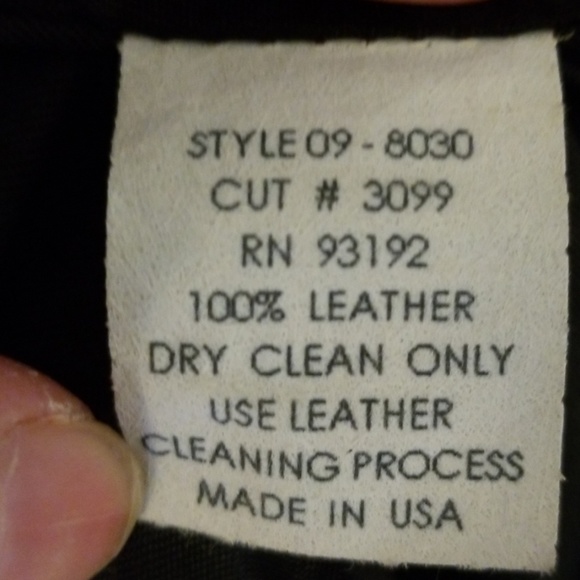 STYLE 09 - 8030
CUT # 3099
RN 93192
100% LEATHER
DRY CLEAN ONLY
USE LEATHER
CLEANING PROCESS
MADE IN USA